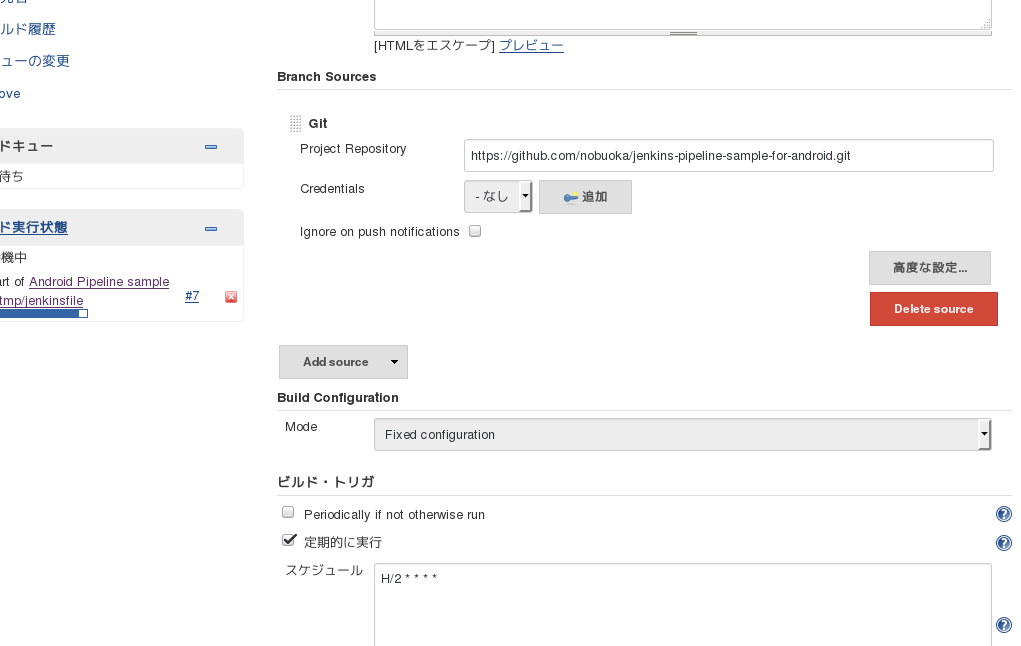 ルド履歴
ューの変更
ove
ドキュー
待ち
ド実行状態
機中
art of Android Pipeline sample
tmp/jenkinsfile
#7
[HTMLをエスケープ] プレビュー
Branch Sources
Git
Project Repository
https://github.com/nobuoka/jenkins-pipeline-sample-for-android.git
Credentials
- なし -
追加
Ignore on push notifications
高度な設定...
Delete source
Add source
Build Configuration
Mode
Fixed configuration
ビルド・トリガ
Periodically if not otherwise run
定期的に実行
スケジュール
H/2 * * * *